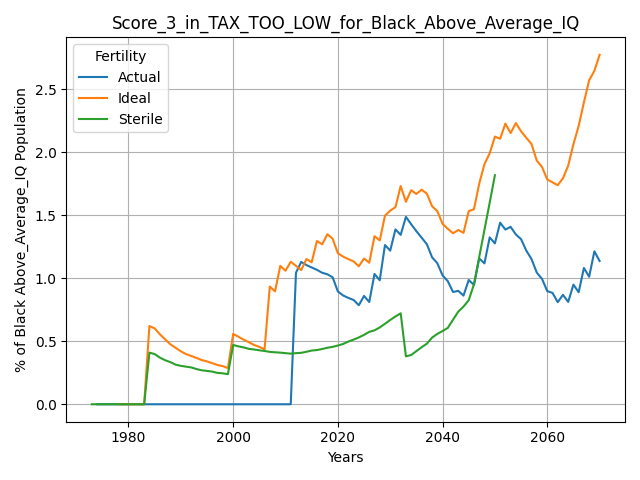 Score_3_in_TAX_TOO_LOW_for_Black_Above_Average_IQ
Fertility
Actual
Ideal
Sterile
% of Black Above_Average_IQ Population
2.5
2.0
1.5
1.0
0.5
0.0
1980 2000 2020 2040 2060
Years